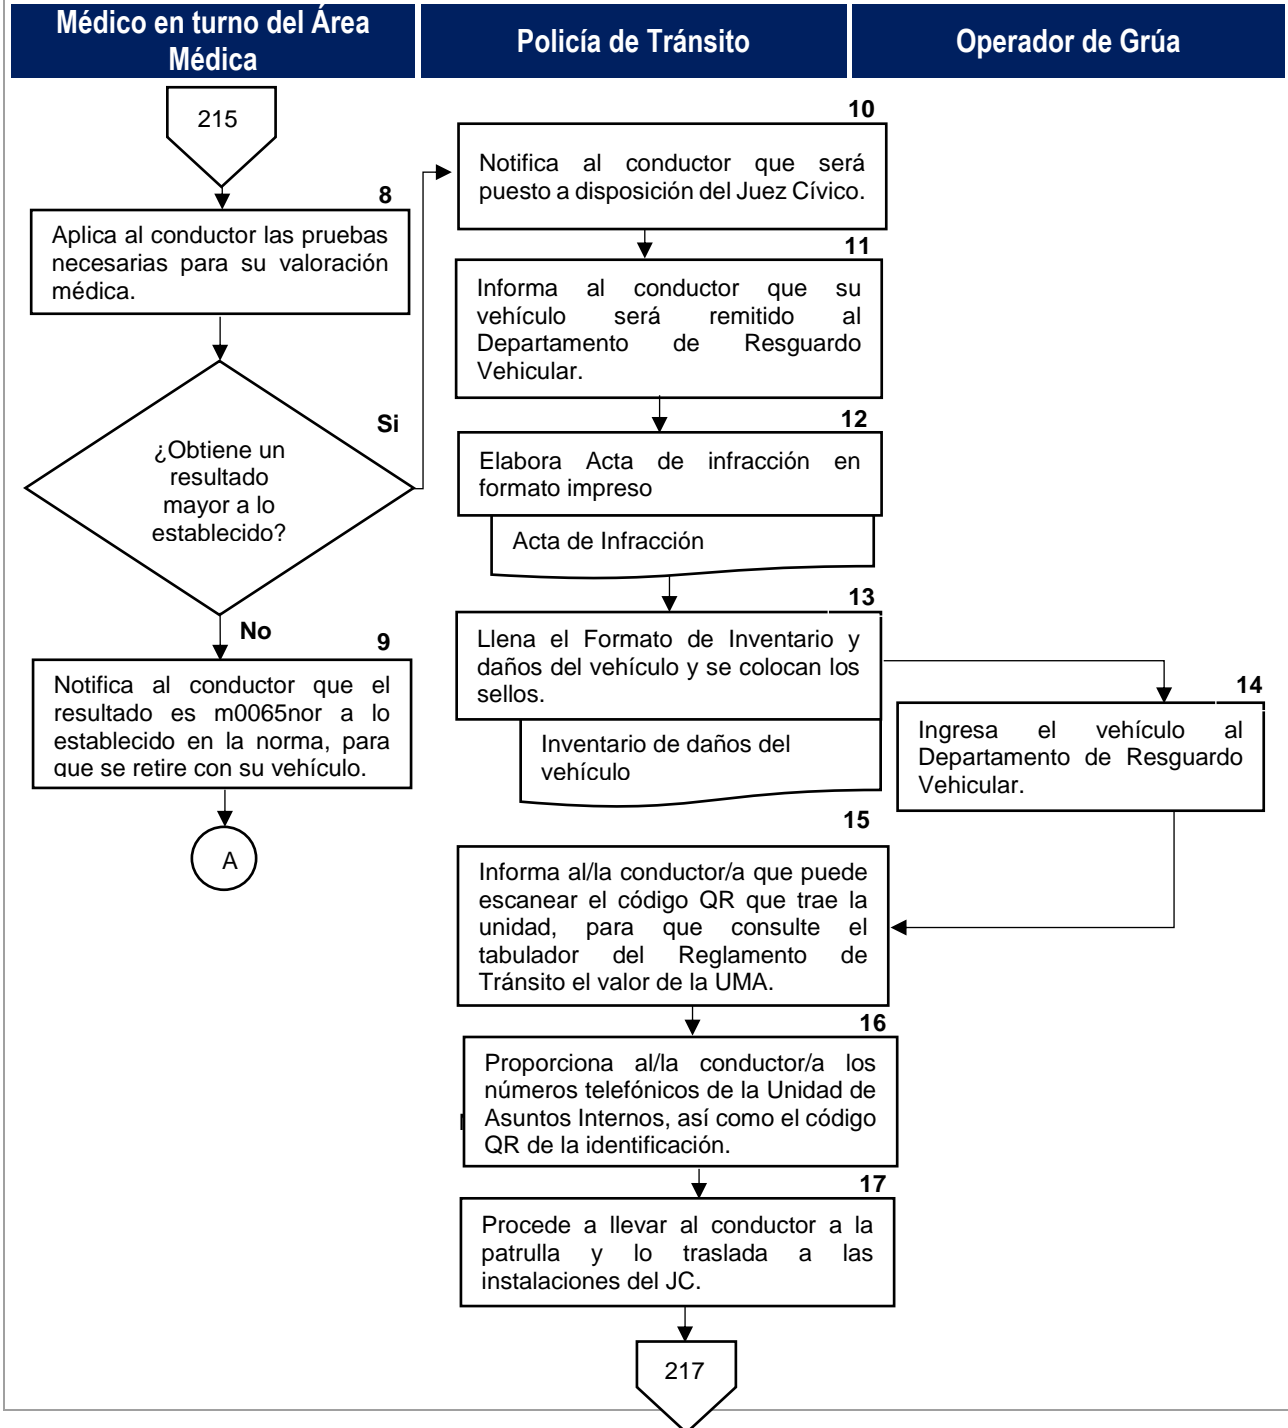 Médico en turno del Área
Médica
Policía de Tránsito
Operador de Grúa
215
8
Aplica al conductor las pruebas
necesarias para su valoración
médica.
¿Obtiene un
resultado
mayor a lo
establecido?
Si
No
9
Notifica al conductor que el
resultado es m0065nor a lo
establecido en la norma, para
que se retire con su vehículo.
A
10
Notifica al conductor que será
puesto a disposición del Juez Cívico.
11
Informa al conductor que su
vehículo será remitido al
Departamento de Resguardo
Vehicular.
12
Elabora Acta de infracción en
formato impreso
Acta de Infracción
13
Llena el Formato de Inventario y
daños del vehículo y se colocan los
sellos.
Inventario de daños del
vehículo
14
Ingresa el vehículo al
Departamento de Resguardo
Vehicular.
15
Informa al/la conductor/a que puede
escanear el código QR que trae la
unidad, para que consulte el
tabulador del Reglamento de
Tránsito el valor de la UMA.
16
Proporciona al/la conductor/a los
números telefónicos de la Unidad de
Asuntos Internos, así como el código
QR de la identificación.
17
Procede a llevar al conductor a la
patrulla y lo traslada a las
instalaciones del JC.
217